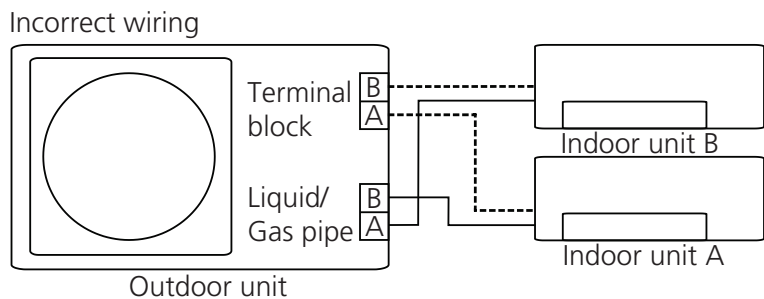 Incorrect wiring
Terminal
block
B
A
Liquid/
Gas pipe
B
A
Outdoor unit
Indoor unit B
Indoor unit A